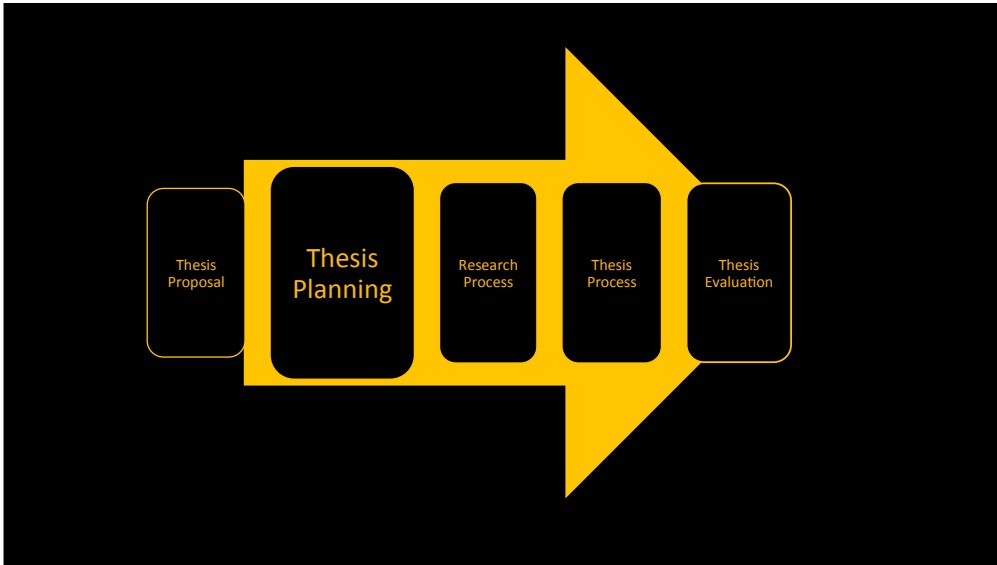 Thesis
Proposal
Thesis
Planning
Research
Process
Thesis
Process
Thesis
Evaluation